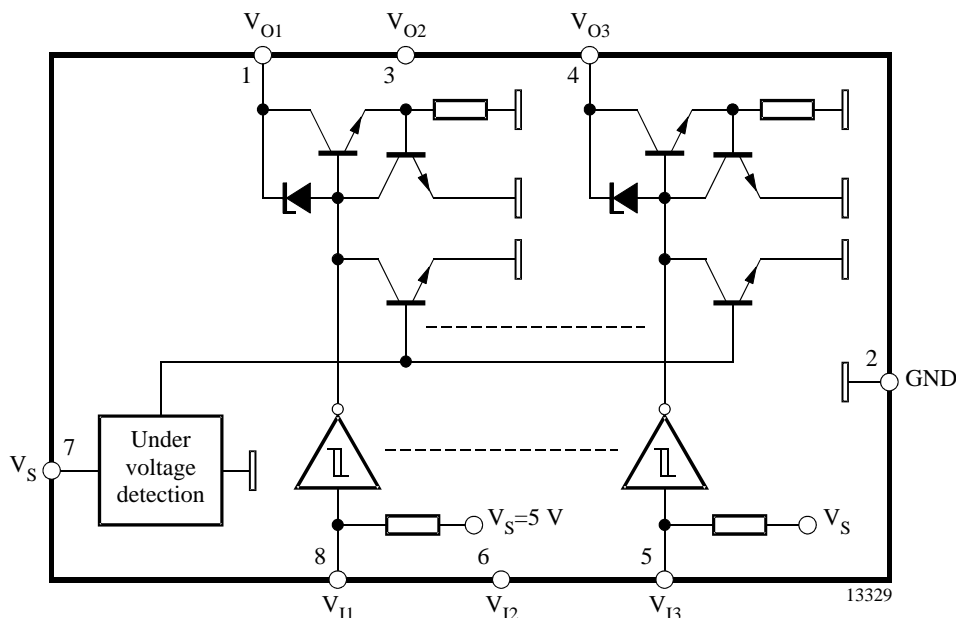 VO1 VO2 VO3
1 3 4
2
GND
7
VS
Under
voltage
detection
VS=5 V VS
8 6 5
13329
VI1 VI2 VI3